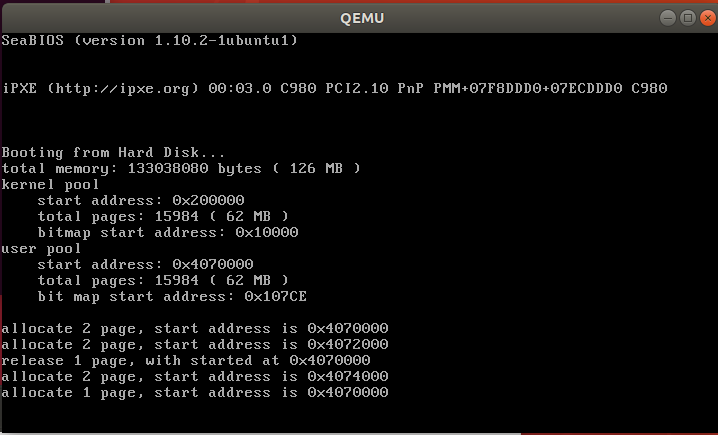 QEMU
SeaBIOS (version 1.10.2-1ubuntu1)
iPXE (http://ipxe.org) 00:03.0 C980 PCI2.10 PnP PMM+07F8DDD0+07ECDDD0 C980
Booting from Hard Disk...
total memory: 133038080 bytes ( 126 MB )
kernel pool
    start address: 0x200000
    total pages: 15984 ( 62 MB )
    bitmap start address: 0x10000
user pool
    start address: 0x4070000
    total pages: 15984 ( 62 MB )
    bit map start address: 0x107CE
allocate 2 page, start address is 0x4070000
allocate 2 page, start address is 0x4072000
release 1 page, with started at 0x4070000
allocate 2 page, start address is 0x4074000
allocate 1 page, start address is 0x4070000